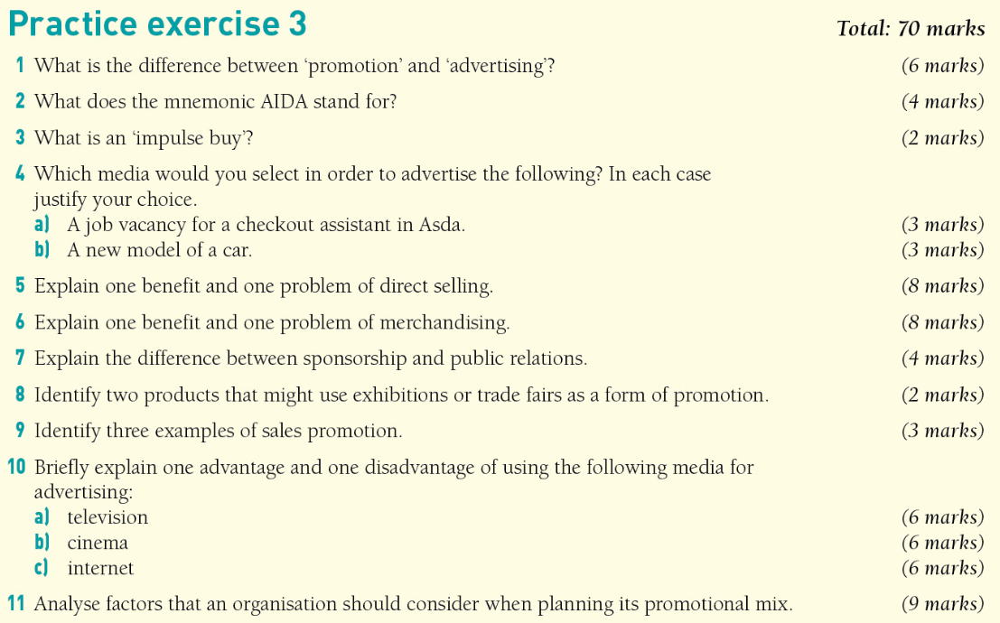 Practice exercise 3 Total: 70 marks
1 What is the difference between ‘promotion’ and ‘advertising’? (6 marks)
2 What does the mnemonic AIDA stand for? (4 marks)
3 What is an ‘impulse buy’? (2 marks)
4 Which media would you select in order to advertise the following? In each case
justify your choice.
a) A job vacancy for a checkout assistant in Asda. (3 marks)
b) A new model of a car. (3 marks)
5 Explain one benefit and one problem of direct selling. (8 marks)
6 Explain one benefit and one problem of merchandising. (8 marks)
7 Explain the difference between sponsorship and public relations. (4 marks)
8 Identify two products that might use exhibitions or trade fairs as a form of promotion. (2 marks)
9 Identify three examples of sales promotion. (3 marks)
10 Briefly explain one advantage and one disadvantage of using the following media for
advertising:
a) television (6 marks)
b) cinema (6 marks)
c) internet (6 marks)
11 Analyse factors that an organisation should consider when planning its promotional mix. (9 marks)